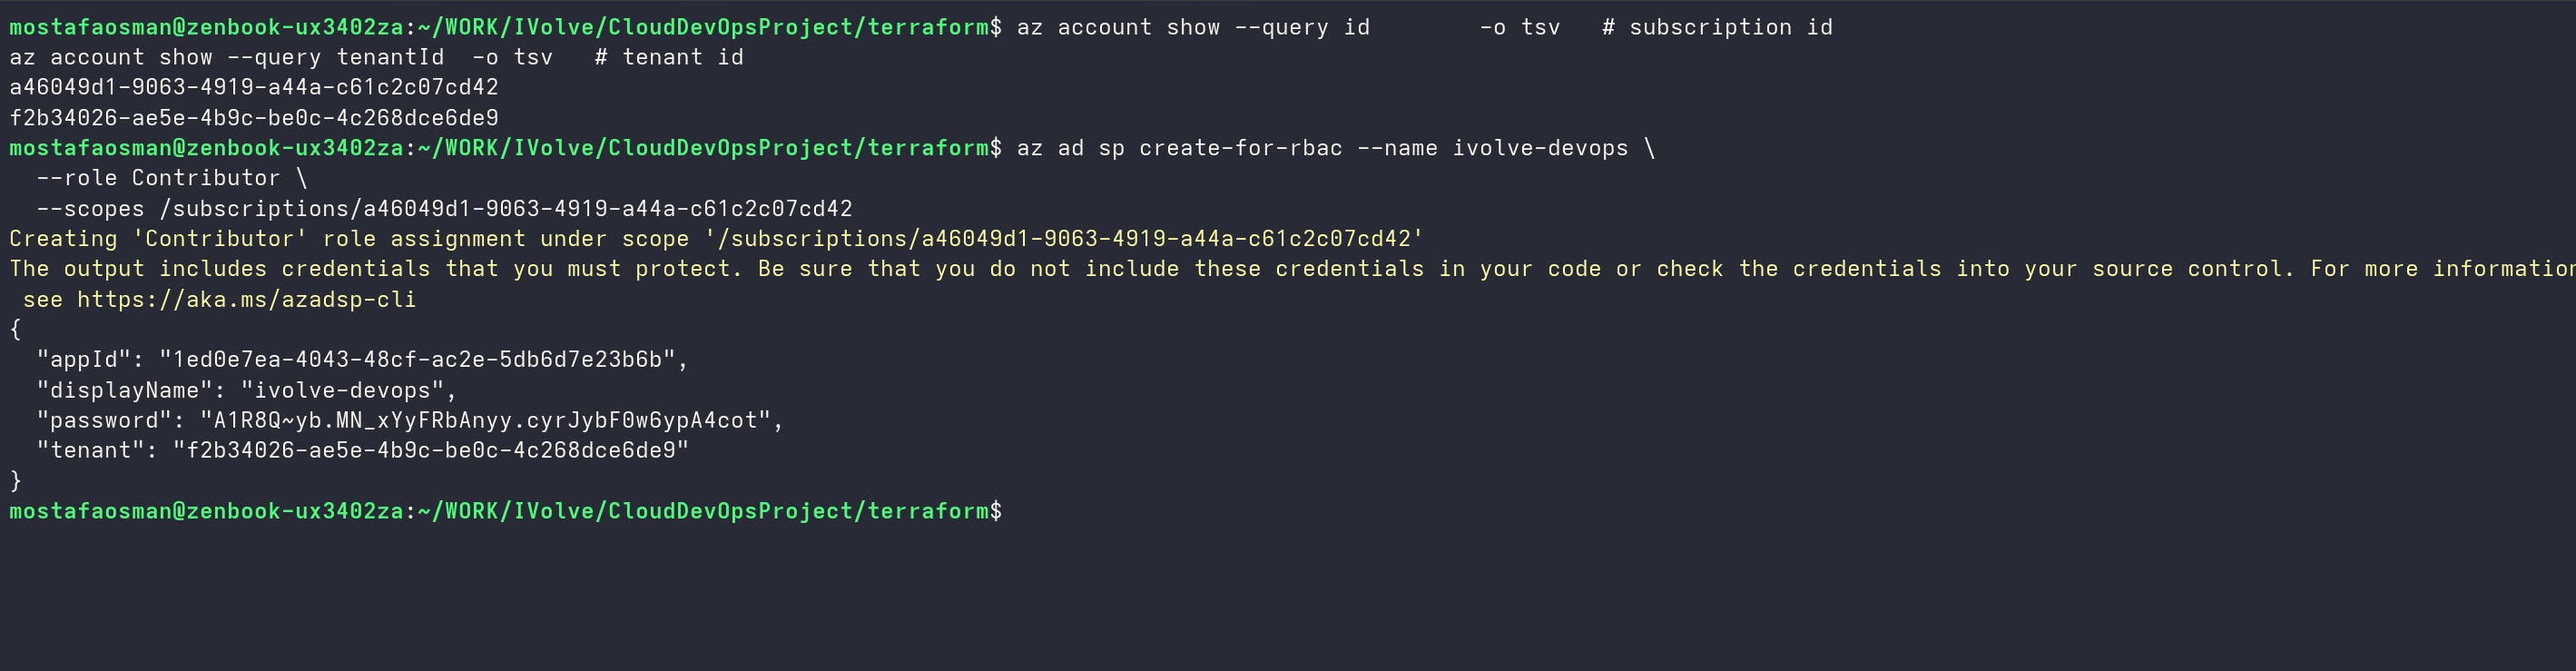 mostafaosman@zenbook-ux3402za:~/WORK/IVolve/CloudDevOpsProject/terraform$ az account show --query id        -o tsv   # subscription id
az account show --query tenantId  -o tsv   # tenant id
a46049d1-9063-4919-a44a-c61c2c07cd42
f2b34026-ae5e-4b9c-be0c-4c268dce6de9
mostafaosman@zenbook-ux3402za:~/WORK/IVolve/CloudDevOpsProject/terraform$ az ad sp create-for-rbac --name ivolve-devops \
  --role Contributor \
  --scopes /subscriptions/a46049d1-9063-4919-a44a-c61c2c07cd42
Creating 'Contributor' role assignment under scope '/subscriptions/a46049d1-9063-4919-a44a-c61c2c07cd42'
The output includes credentials that you must protect. Be sure that you do not include these credentials in your code or check the credentials into your source control. For more information
 see https://aka.ms/azadsp-cli
{
  "appId": "1ed0e7ea-4043-48cf-ac2e-5db6d7e23b6b",
  "displayName": "ivolve-devops",
  "password": "A1R8Q~yb.MN_xYyFRbAnyy.cyrJybF0w6ypA4cot",
  "tenant": "f2b34026-ae5e-4b9c-be0c-4c268dce6de9"
}
mostafaosman@zenbook-ux3402za:~/WORK/IVolve/CloudDevOpsProject/terraform$